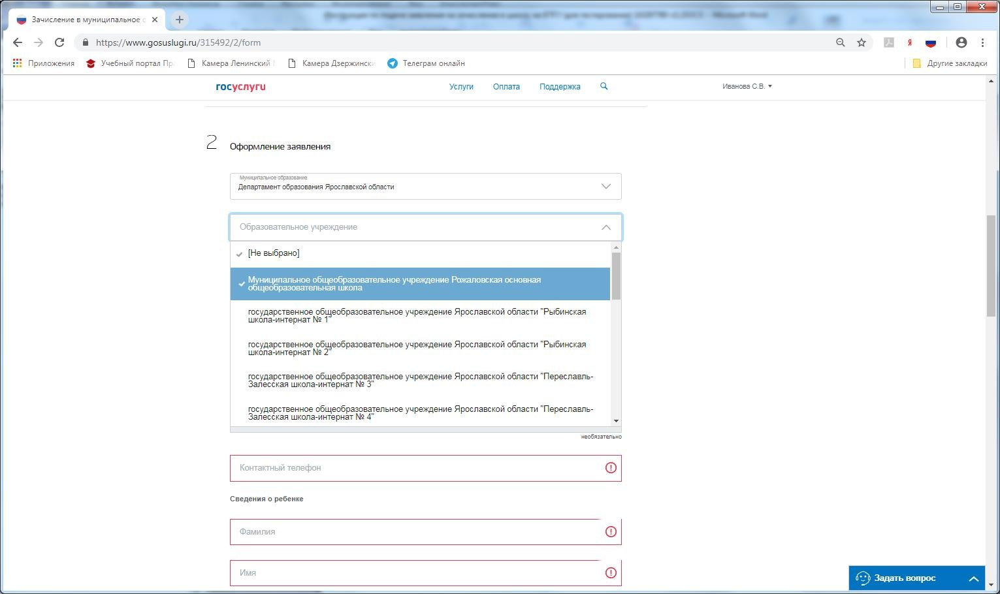 Зачисление в муниципальное с
https://www.gosuslugi.ru/315492/2/form
Приложения
Учебный портал Пра
Камера Ленинский
Камера Дзержински
Телеграм онлайн
Другие закладки
госуслуги
Услуги
Оплата
Поддержка
Иванова С.В.
2
Оформление заявления
Муниципальное образование
Департамент образования Ярославской области
Образовательное учреждение
[Не выбрано]
Муниципальное общеобразовательное учреждение Рожаловская основная
общеобразовательная школа
государственное общеобразовательное учреждение Ярославской области "Рыбинская
школа-интернат № 1"
государственное общеобразовательное учреждение Ярославской области "Рыбинская
школа-интернат № 2"
государственное общеобразовательное учреждение Ярославской области "Переславль-
Залесская школа-интернат № 3"
государственное общеобразовательное учреждение Ярославской области "Переславль-
Залесская школа-интернат № 4"
необязательно
Контактный телефон
Сведения о ребенке
Фамилия
Имя
Задать вопрос